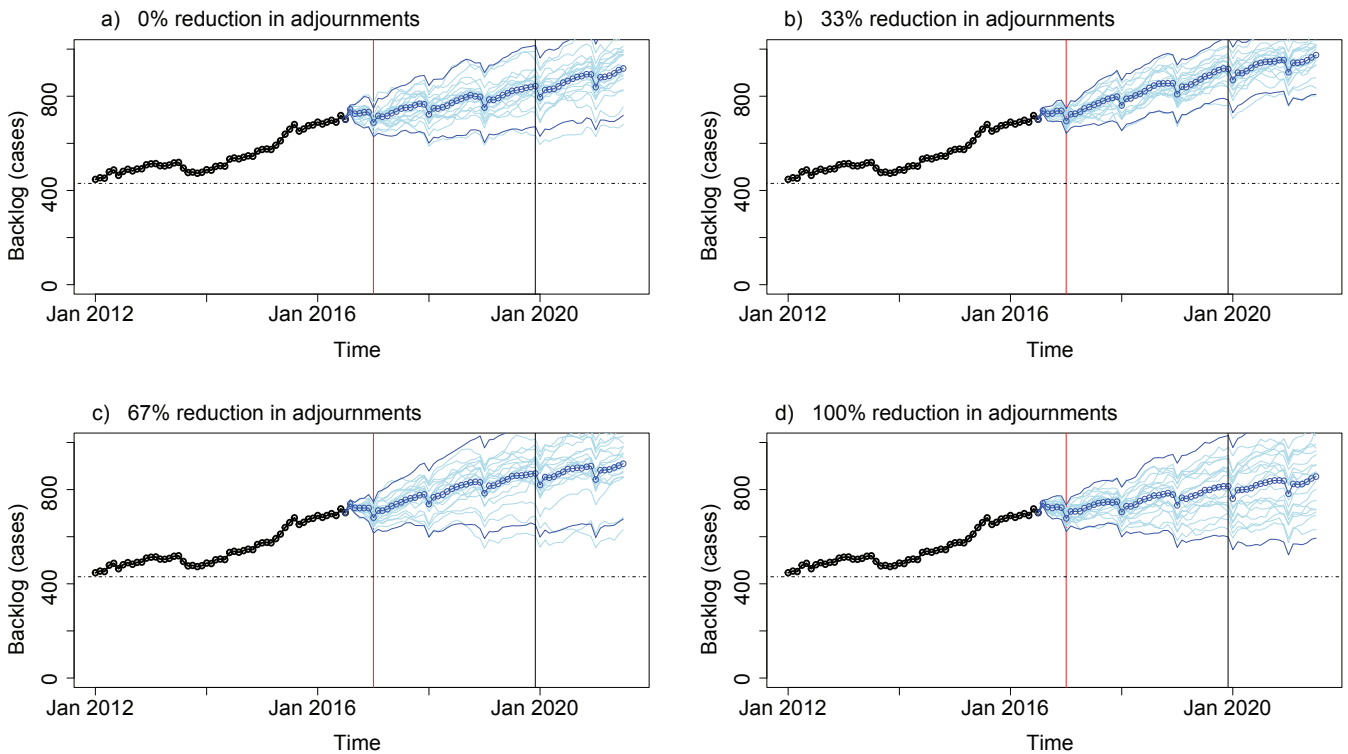 a) 0% reduction in adjournments
Backlog (cases)
800
400
0
Jan 2012 Jan 2016 Jan 2020
Time
b) 33% reduction in adjournments
Backlog (cases)
800
400
0
Jan 2012 Jan 2016 Jan 2020
Time
c) 67% reduction in adjournments
Backlog (cases)
800
400
0
Jan 2012 Jan 2016 Jan 2020
Time
d) 100% reduction in adjournments
Backlog (cases)
800
400
0
Jan 2012 Jan 2016 Jan 2020
Time